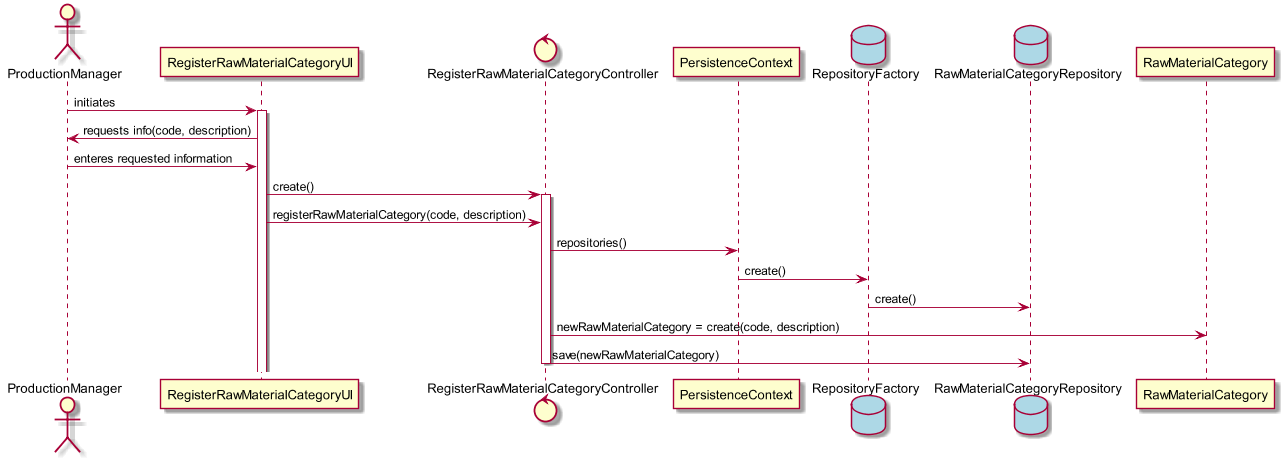 ProductionManager
RegisterRawMaterialCategoryUI
RegisterRawMaterialCategoryController
PersistenceContext
RepositoryFactory
RawMaterialCategoryRepository
RawMaterialCategory
initiates
requests info(code, description)
enteres requested information
create()
registerRawMaterialCategory(code, description)
repositories()
create()
create()
newRawMaterialCategory = create(code, description)
save(newRawMaterialCategory)
ProductionManager
RegisterRawMaterialCategoryUI
RegisterRawMaterialCategoryController
PersistenceContext
RepositoryFactory
RawMaterialCategoryRepository
RawMaterialCategory